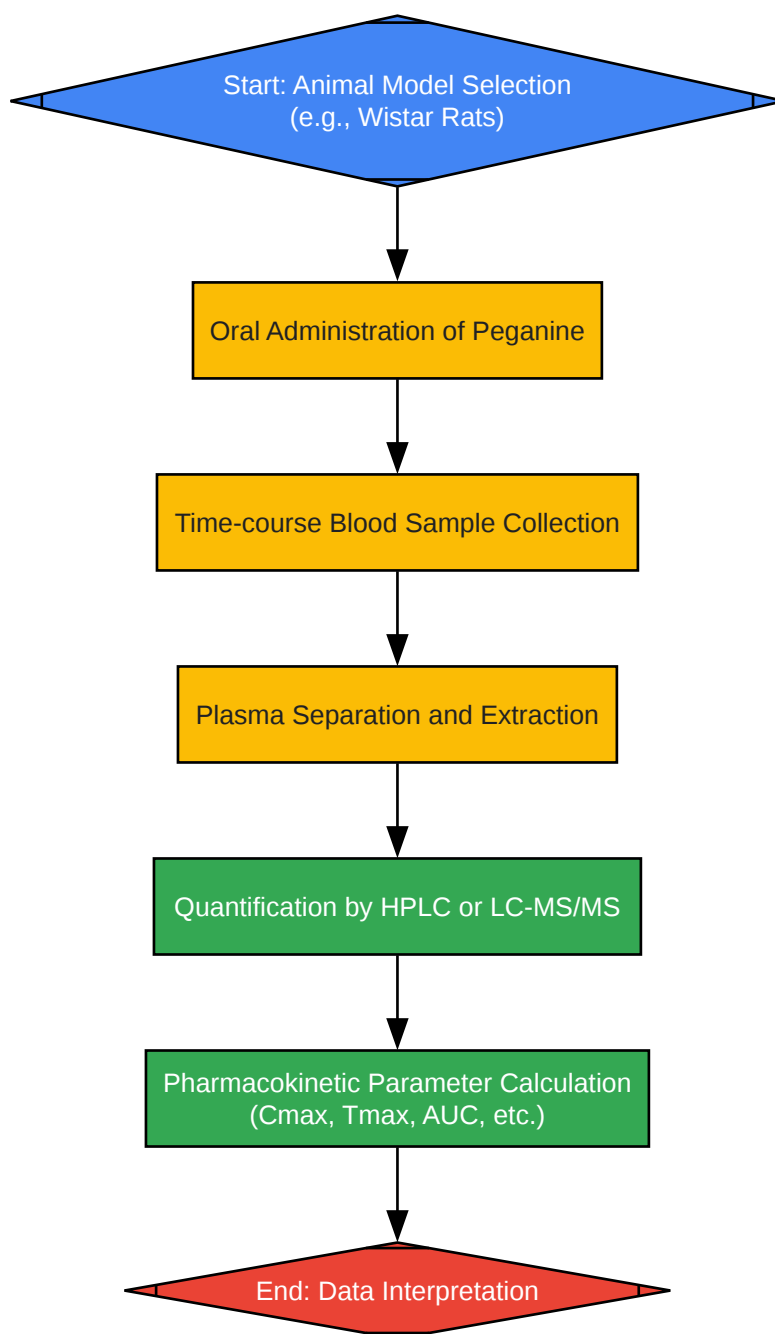 Start: Animal Model Selection
(e.g., Wistar Rats)
Oral Administration of Peganine
Time-course Blood Sample Collection
Plasma Separation and Extraction
Quantification by HPLC or LC-MS/MS
Pharmacokinetic Parameter Calculation
(Cmax, Tmax, AUC, etc.)
End: Data Interpretation